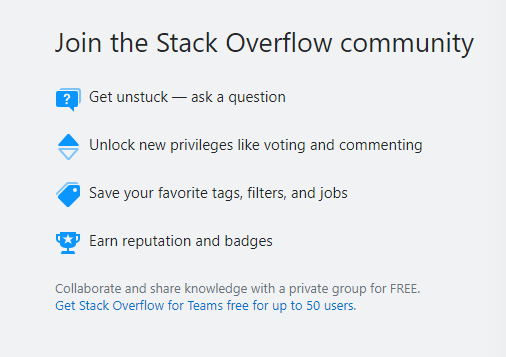 Join the Stack Overflow community
Get unstuck — ask a question
Unlock new privileges like voting and commenting
Save your favorite tags, filters, and jobs
Earn reputation and badges
Collaborate and share knowledge with a private group for FREE.
Get Stack Overflow for Teams free for up to 50 users.